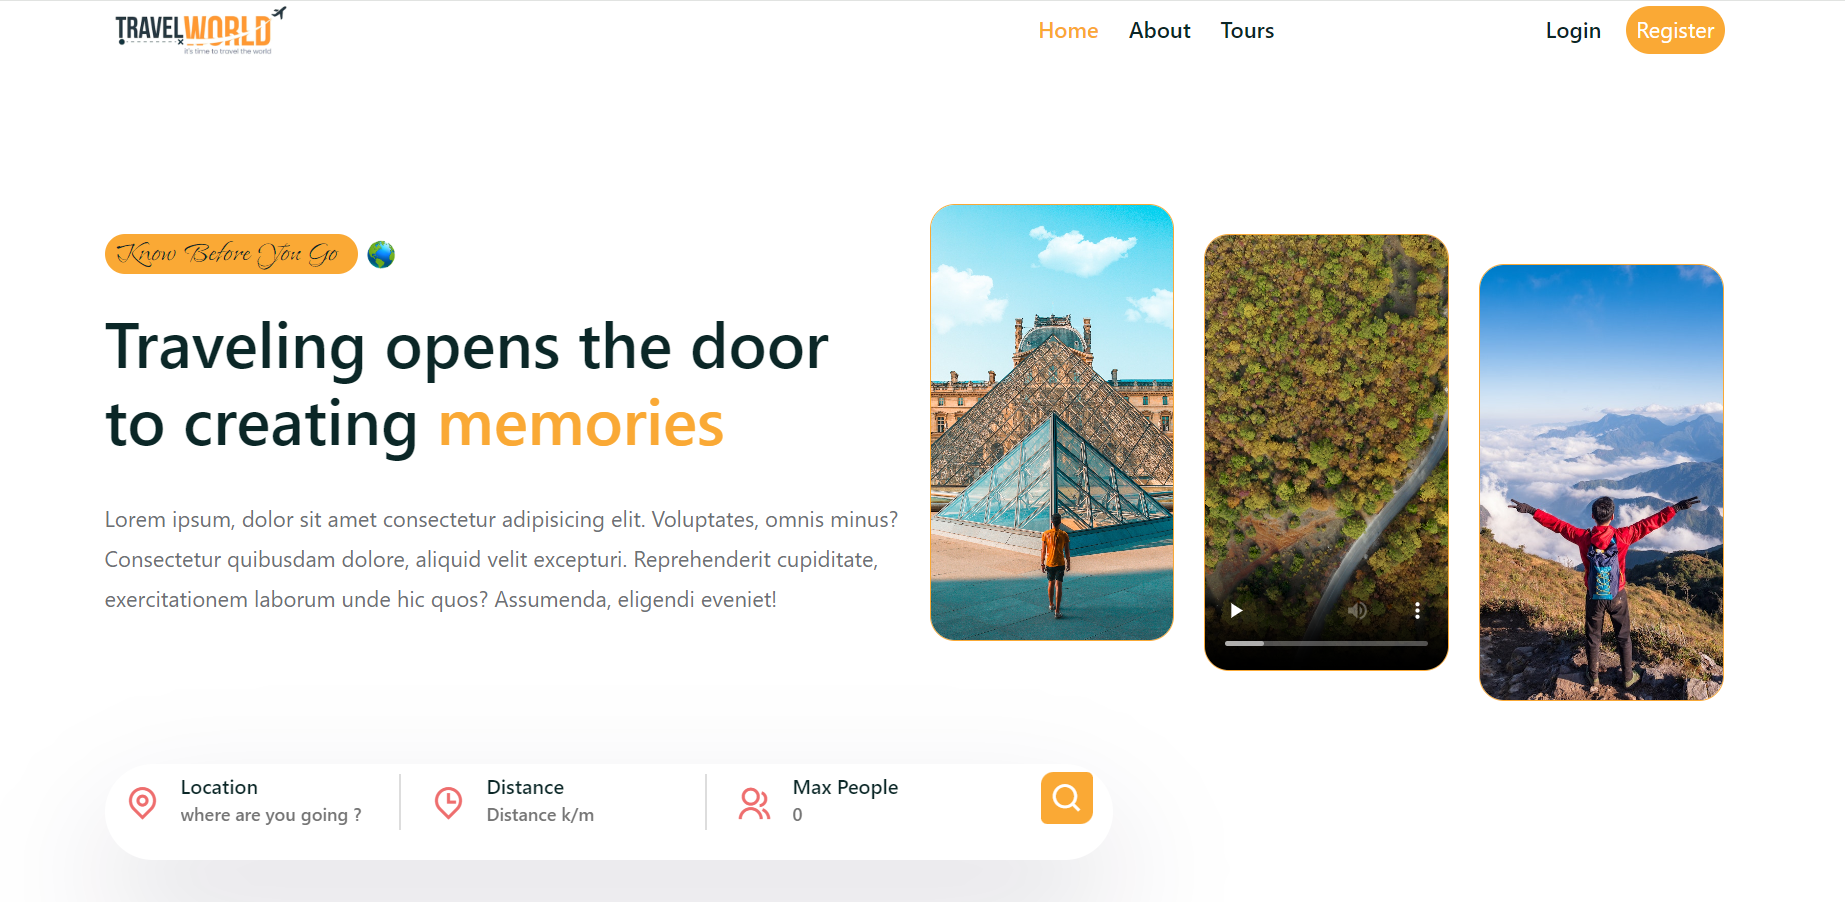 TRAVELWORLD
it's time to travel the world
Home About Tours
Login Register
Know Before You Go
Traveling opens the door
to creating memories
Lorem ipsum, dolor sit amet consectetur adipisicing elit. Voluptates, omnis minus?
Consectetur quibusdam dolore, aliquid velit excepturi. Reprehenderit cupiditate,
exercitationem laborum unde hic quos? Assumenda, eligendi eveniet!
Location
where are you going ?
Distance
Distance k/m
Max People
0